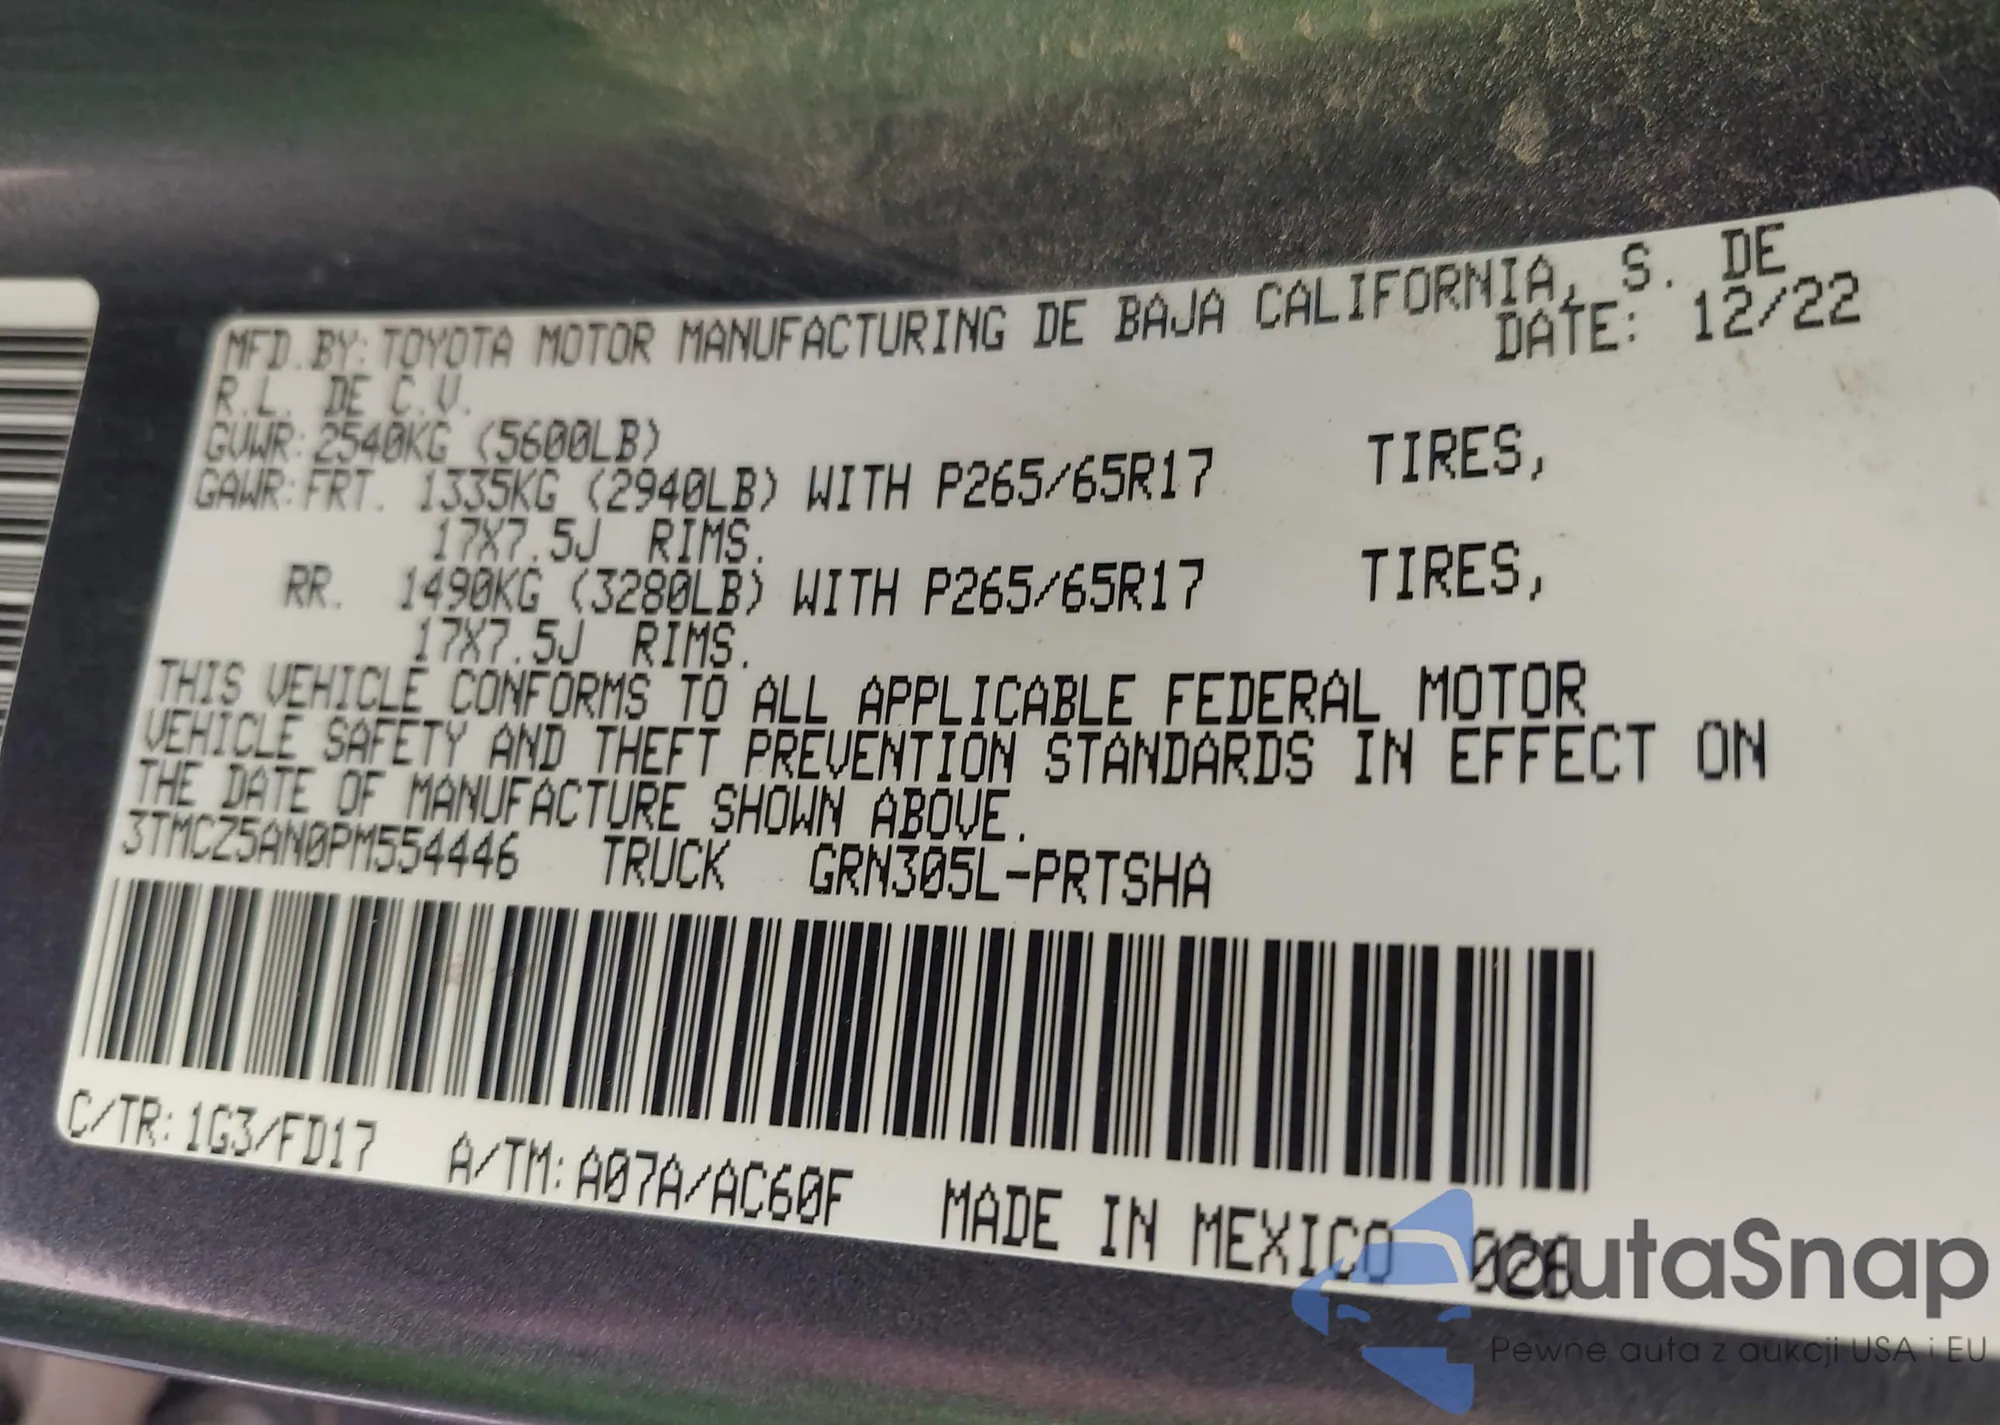 MFD.BY:TOYOTA MOTOR MANUFACTURING DE BAJA CALIFORNIA, S. DE
R.L. DE C.V. DATE: 12/22
GVWR:2540KG (5600LB)
GAWR:FRT. 1335KG (2940LB) WITH P265/65R17 TIRES,
17X7.5J RIMS.
RR. 1490KG (3280LB) WITH P265/65R17 TIRES,
17X7.5J RIMS.
THIS VEHICLE CONFORMS TO ALL APPLICABLE FEDERAL MOTOR
VEHICLE SAFETY AND THEFT PREVENTION STANDARDS IN EFFECT ON
THE DATE OF MANUFACTURE SHOWN ABOVE.
3TMCZ5AN0PM554446 TRUCK GRN305L-PRTSHA
C/TR:1G3/FD17 A/TM:A07A/AC60F MADE IN MEXICO 026
autaSnap
Pewne auta z aukcji USA i EU